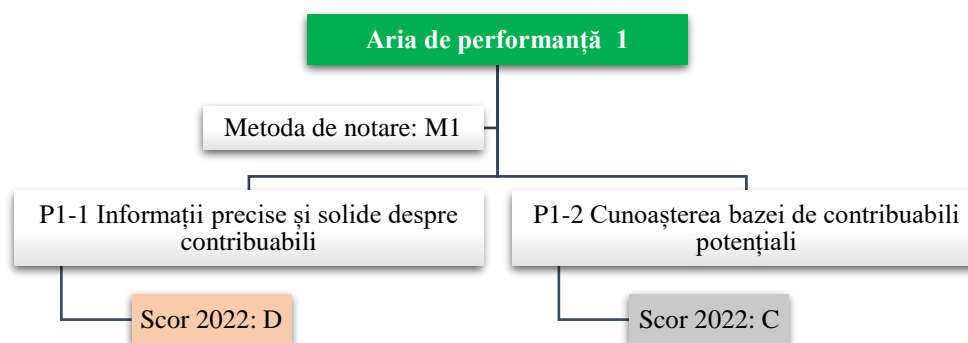 Aria de performanță 1
Metoda de notare: M1
P1-1 Informații precise și solide despre
contribuabili
P1-2 Cunoașterea bazei de contribuabili
potențiali
Scor 2022: D
Scor 2022: C